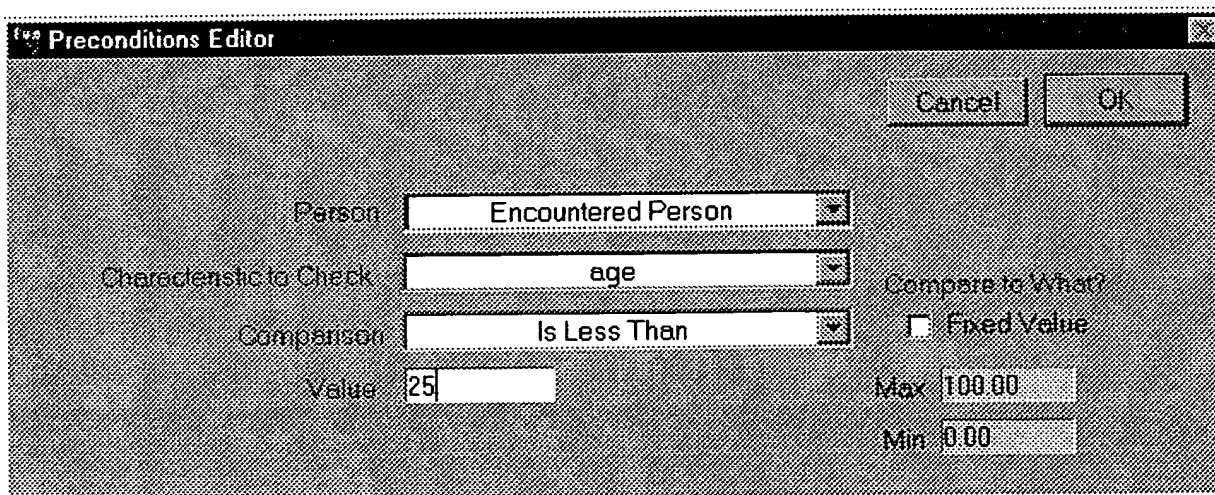 Preconditions Editor
Cancel OK
Person Encountered Person
Characteristic to Check age
Compare to What?
Comparison Is Less Than Fixed Value
Value 25 Max 100.00
Min 0.00